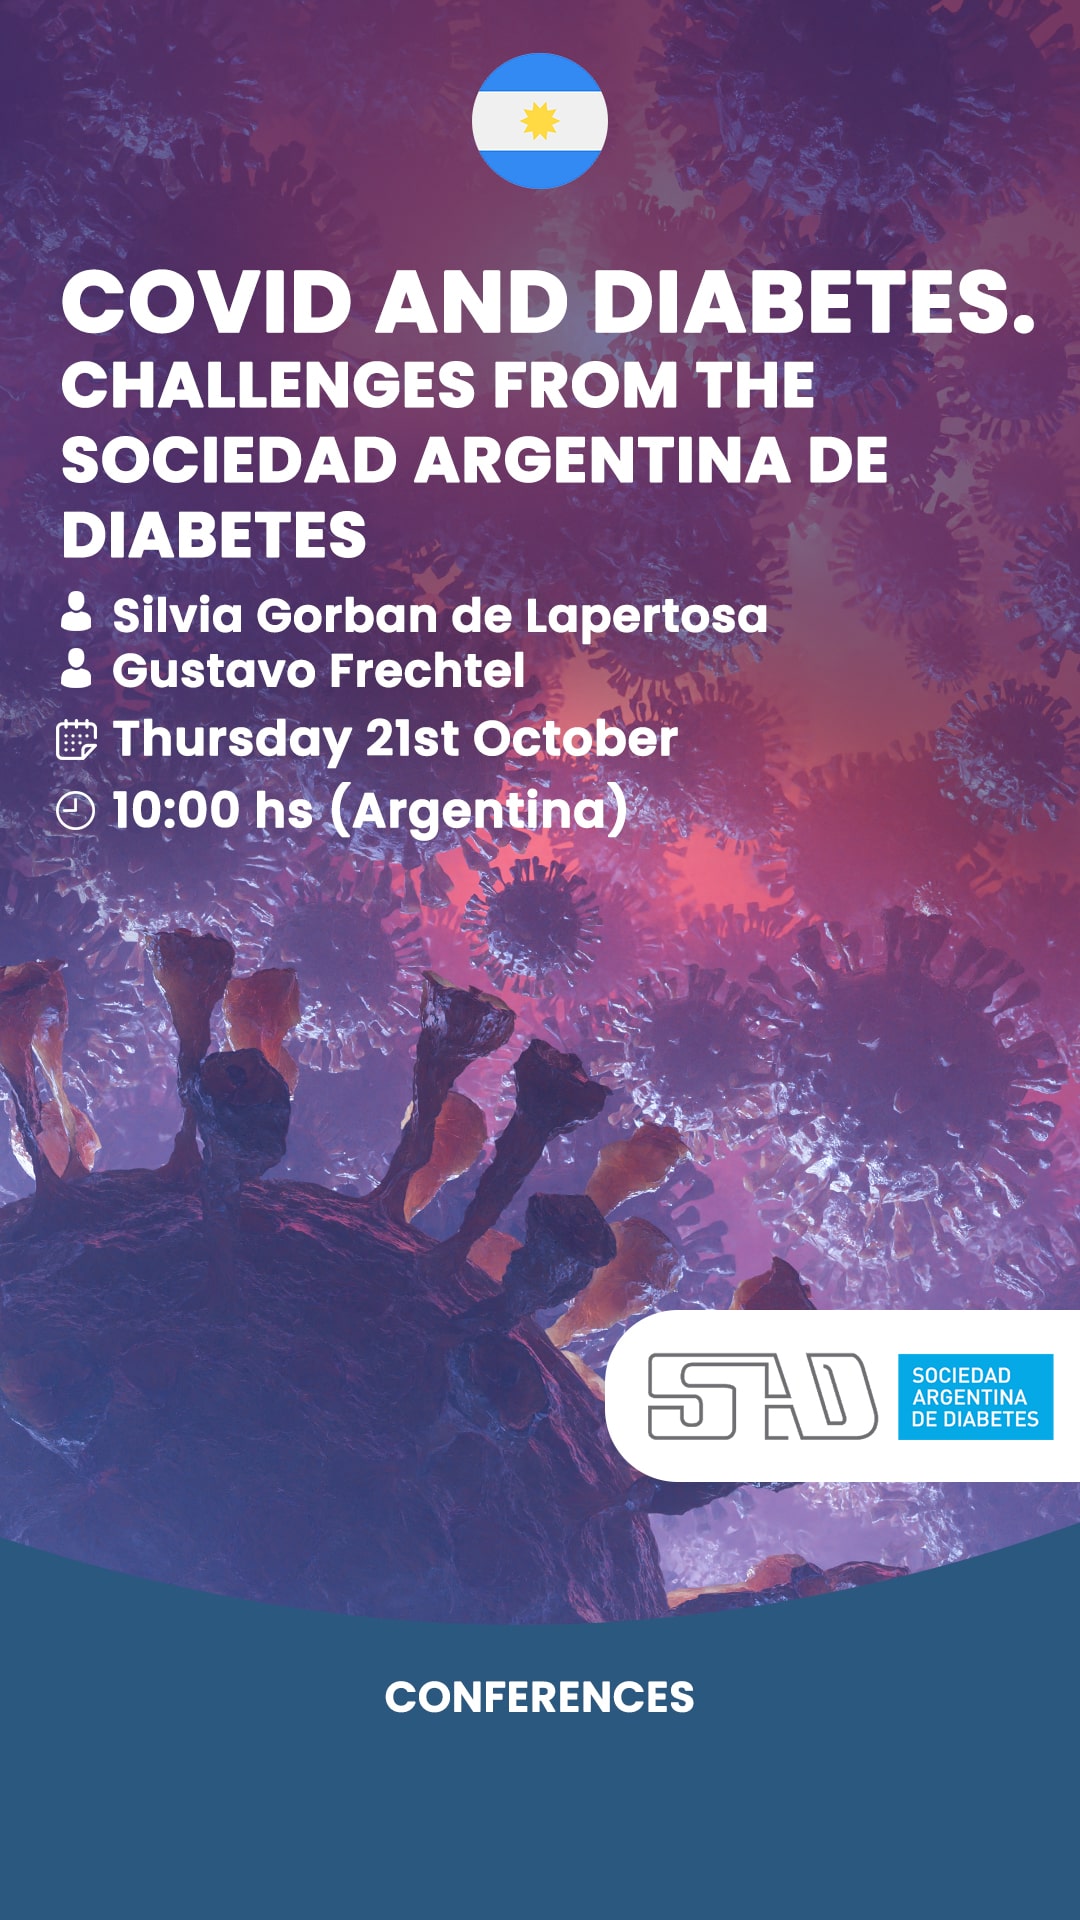 COVID AND DIABETES.
CHALLENGES FROM THE
SOCIEDAD ARGENTINA DE
DIABETES
Silvia Gorban de Lapertosa
Gustavo Frechtel
Thursday 21st October
10:00 hs (Argentina)
SAD
SOCIEDAD
ARGENTINA
DE DIABETES
CONFERENCES